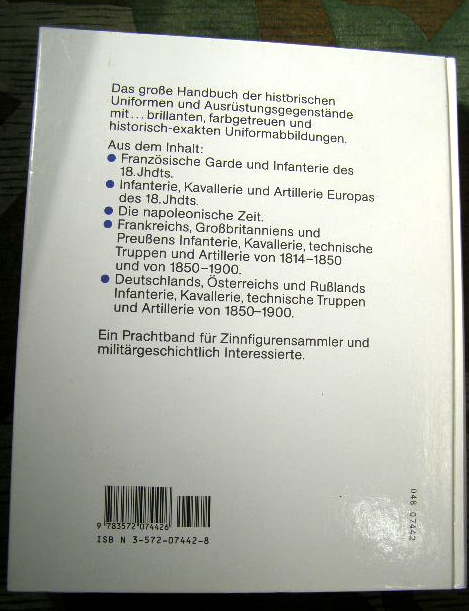 Das große Handbuch der historischen
Uniformen und Ausrüstungsgegenstände
mit... brillanten, farbgetreuen und
historisch-exakten Uniformabbildungen.
Aus dem Inhalt:
● Französische Garde und Infanterie des
18.Jhdts.
● Infanterie, Kavallerie und Artillerie Europas
des 18.Jhdts.
● Die napoleonische Zeit.
● Frankreichs, Großbritanniens und
Preußens Infanterie, Kavallerie, technische
Truppen und Artillerie von 1814–1850
und von 1850–1900.
● Deutschlands, Österreichs und Rußlands
Infanterie, Kavallerie, technische Truppen
und Artillerie von 1850–1900.
Ein Prachtband für Zinnfigurensammler und
militärgeschichtlich Interessierte.
9 783572 074426
ISB N 3-572-07442-8
048 07442